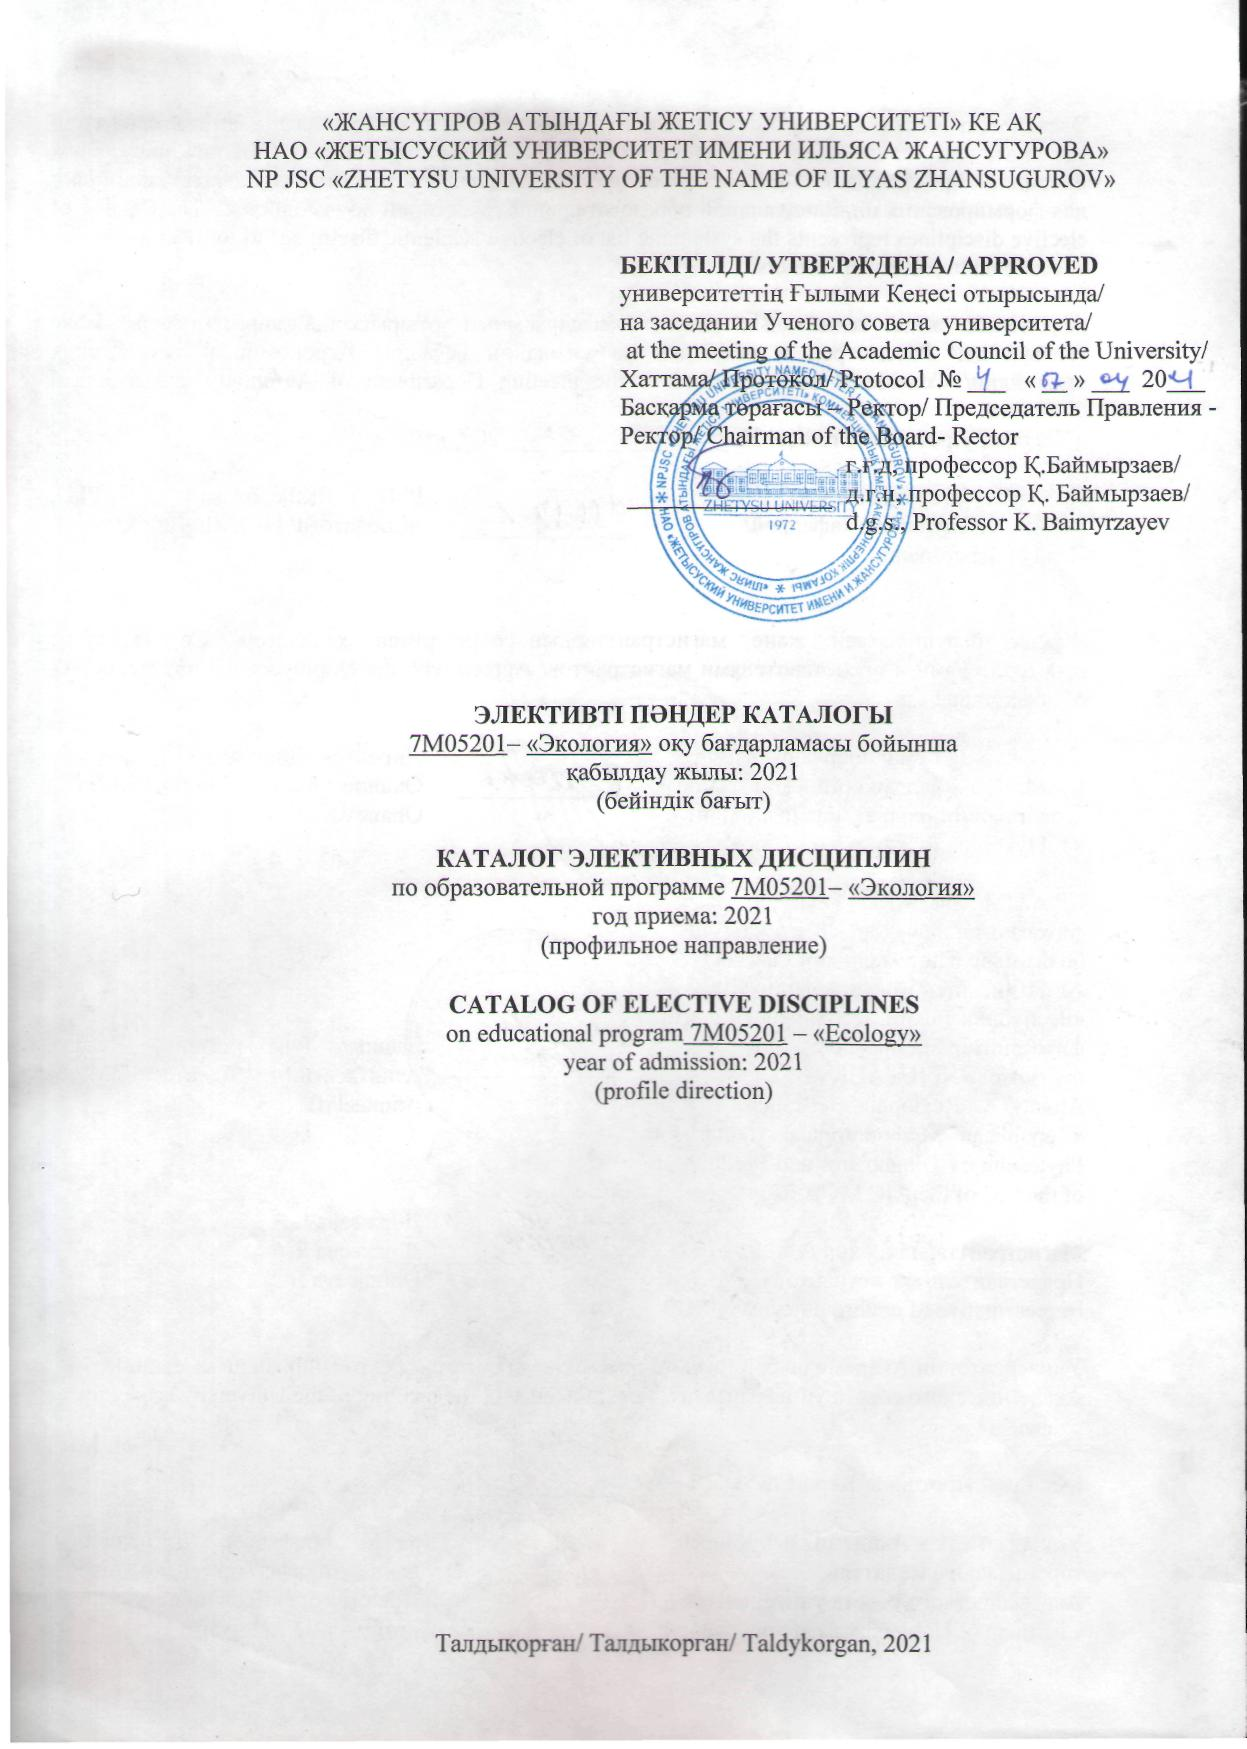 «ЖАНСҮГІРОВ АТЫНДАҒЫ ЖЕТІСУ УНИВЕРСИТЕТІ» КЕ АҚ
НАО «ЖЕТЫСУСКИЙ УНИВЕРСИТЕТ ИМЕНИ ИЛЬЯСА ЖАНСУГУРОВА»
NP JSC «ZHETYSU UNIVERSITY OF THE NAME OF ILYAS ZHANSUGUROV»
БЕКІТІЛДІ/ УТВЕРЖДЕНА/ APPROVED
университеттің Ғылыми Кеңесі отырысында/
на заседании Ученого совета университета/
at the meeting of the Academic Council of the University/
Хаттама/ Протокол/ Protocol № 4 « » 04 20
Басқарма төрағасы – Ректор/ Председатель Правления -
Ректор/ Chairman of the Board- Rector
г.ғ.д, профессор Қ.Баймырзаев/
д.г.н, профессор Қ. Баймырзаев/
d.g.s., Professor K. Baimyrzayev
ZHETYSU UNIVERSITY
1972
ЭЛЕКТИВТІ ПӘНДЕР КАТАЛОГЫ
7М05201– «Экология» оқу бағдарламасы бойынша
қабылдау жылы: 2021
(бейіндік бағыт)
КАТАЛОГ ЭЛЕКТИВНЫХ ДИСЦИПЛИН
по образовательной программе 7М05201– «Экология»
год приема: 2021
(профильное направление)
CATALOG OF ELECTIVE DISCIPLINES
on educational program 7M05201 – «Ecology»
year of admission: 2021
(profile direction)
Талдықорған/ Талдыкорган/ Taldykorgan, 2021